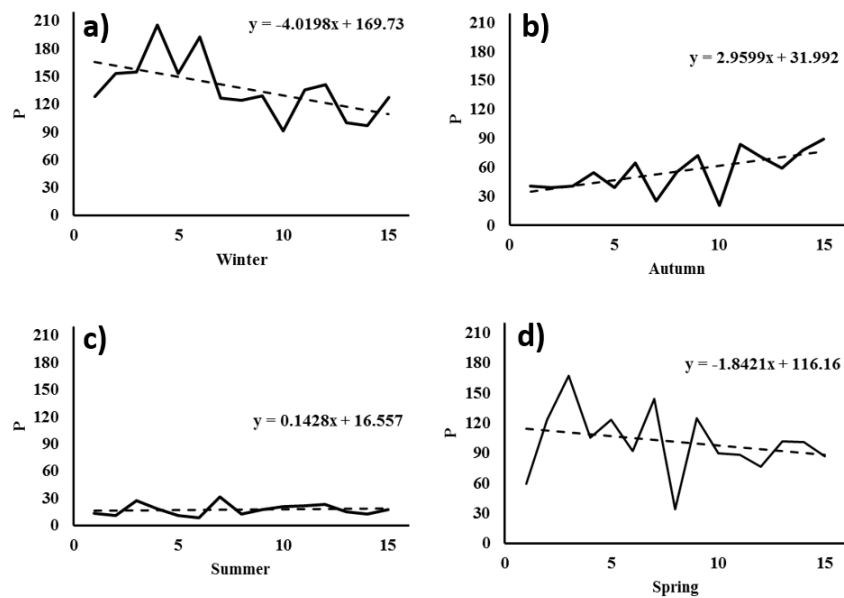 a)
y = -4.0198x + 169.73
210
180
150
120
90
60
30
0
P
0 5 10 15
Winter
b)
y = 2.9599x + 31.992
210
180
150
120
90
60
30
0
P
0 5 10 15
Autumn
c)
y = 0.1428x + 16.557
210
180
150
120
90
60
30
0
P
0 5 10 15
Summer
d)
y = -1.8421x + 116.16
210
180
150
120
90
60
30
0
P
0 5 10 15
Spring